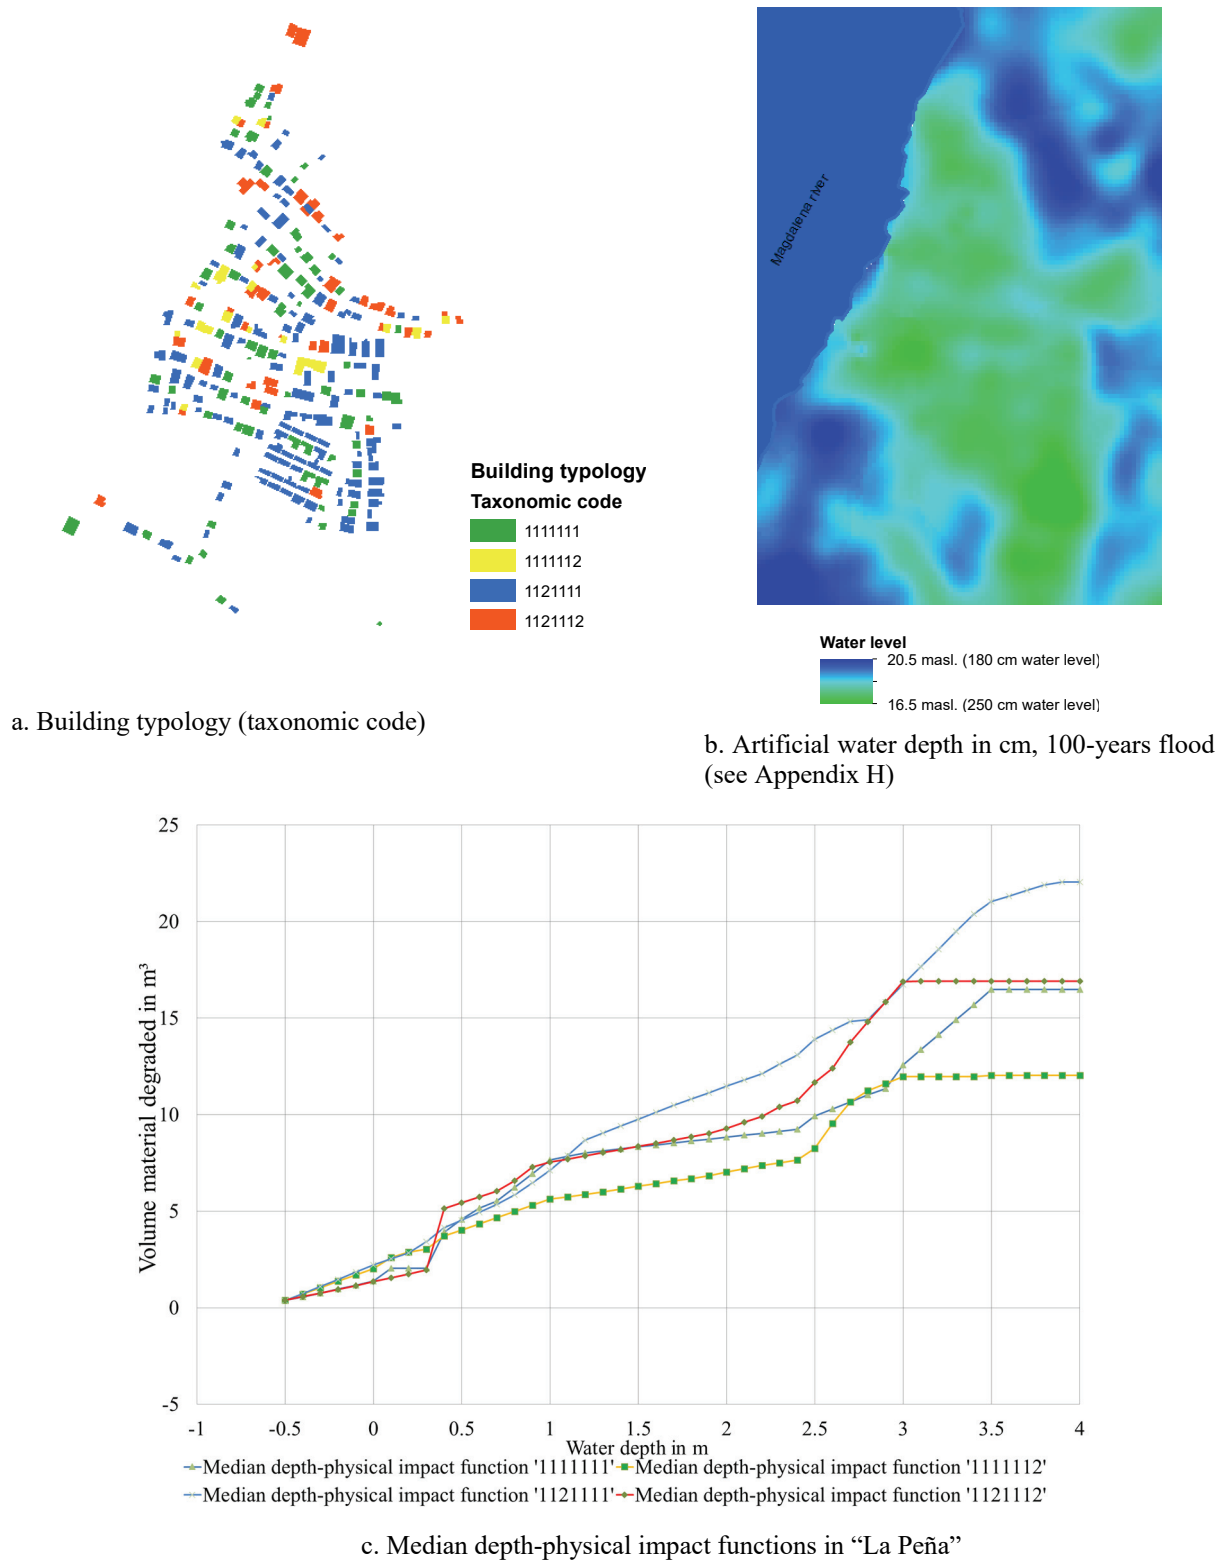 Building typology
Taxonomic code
1111111
1111112
1121111
1121112
a. Building typology (taxonomic code)
Magdalena river
Water level
20.5 masl. (180 cm water level)
16.5 masl. (250 cm water level)
b. Artificial water depth in cm, 100-years flood
(see Appendix H)
25
20
15
10
5
0
-5
Volume material degraded in m³
-1 -0.5 0 0.5 1 1.5 2 2.5 3 3.5 4
Water depth in m
Median depth-physical impact function '1111111' Median depth-physical impact function '1111112'
Median depth-physical impact function '1121111' Median depth-physical impact function '1121112'
c. Median depth-physical impact functions in “La Peña”